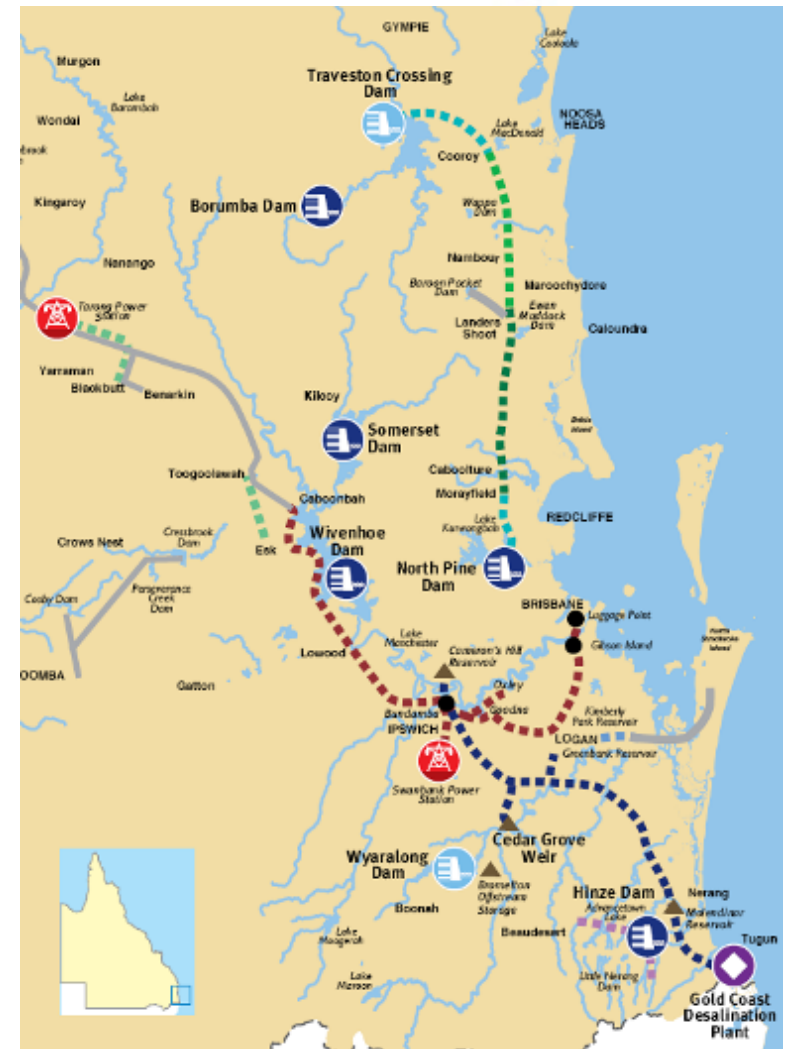 GYMPIE
Lake
Cooloola
Murgon
Traveston Crossing
Dam
Lake
Barambah
Wondai
NOOSA
HEADS
Lake
MacDonald
brook
Cooroy
Kingaroy
Borumba Dam
Wappa
Dam
Nanango
Nambour
Baroon Pocket
Dam
Maroochydore
Tarong Power
Station
Ewan
Maddock
Dam
Landers
Shoot
Caloundra
Yarraman
Blackbutt
Benarkin
Kilcoy
Somerset
Dam
Bribie
Island
Toogoolawah
Caboolture
Caboonbah
Morayfield
Lake
Kurwongbah
REDCLIFFE
Cressbrook
Dam
Crows Nest
Wivenhoe
Dam
Esk
North Pine
Dam
Cooby Dam
Perseverance
Creek
Dam
BRISBANE
Luggage Point
Lake
Manchester
Cameron's Hill
Reservoir
Gibson Island
North
Stradbroke
Island
Lowood
OOMBA
Gatton
Oxley
Bundamba
Goodna
Kimberly
Park Reservoir
IPSWICH
LOGAN
Greenbank Reservoir
Swanbank Power
Station
Cedar Grove
Weir
Wyaralong
Dam
Bromelton
Offstream
Storage
Hinze Dam
Nerang
Boonah
Advancetown
Lake
Molendinar
Reservoir
Beaudesert
Lake
Moogerah
Tugun
Lake
Maroon
Little Nerang
Dam
Gold Coast
Desalination
Plant